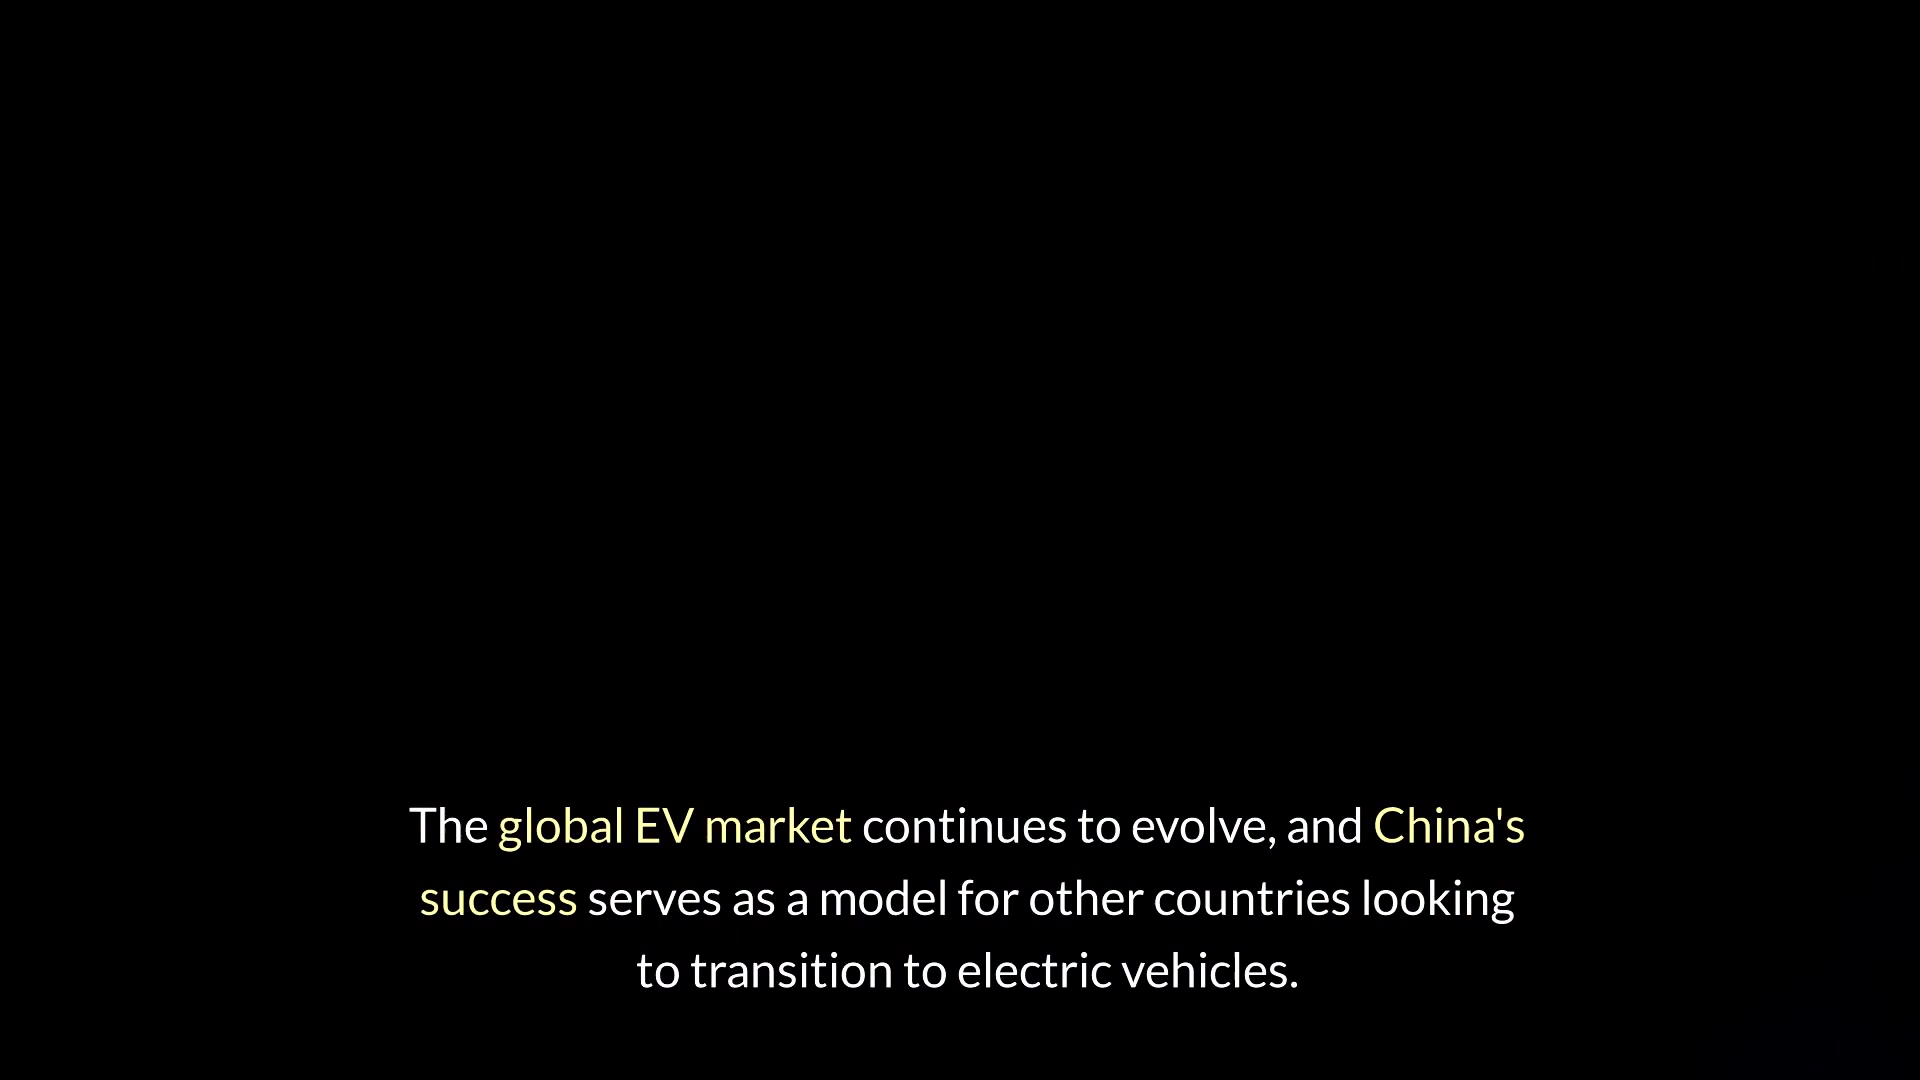 The global EV market continues to evolve, and China's
success serves as a model for other countries looking
to transition to electric vehicles.